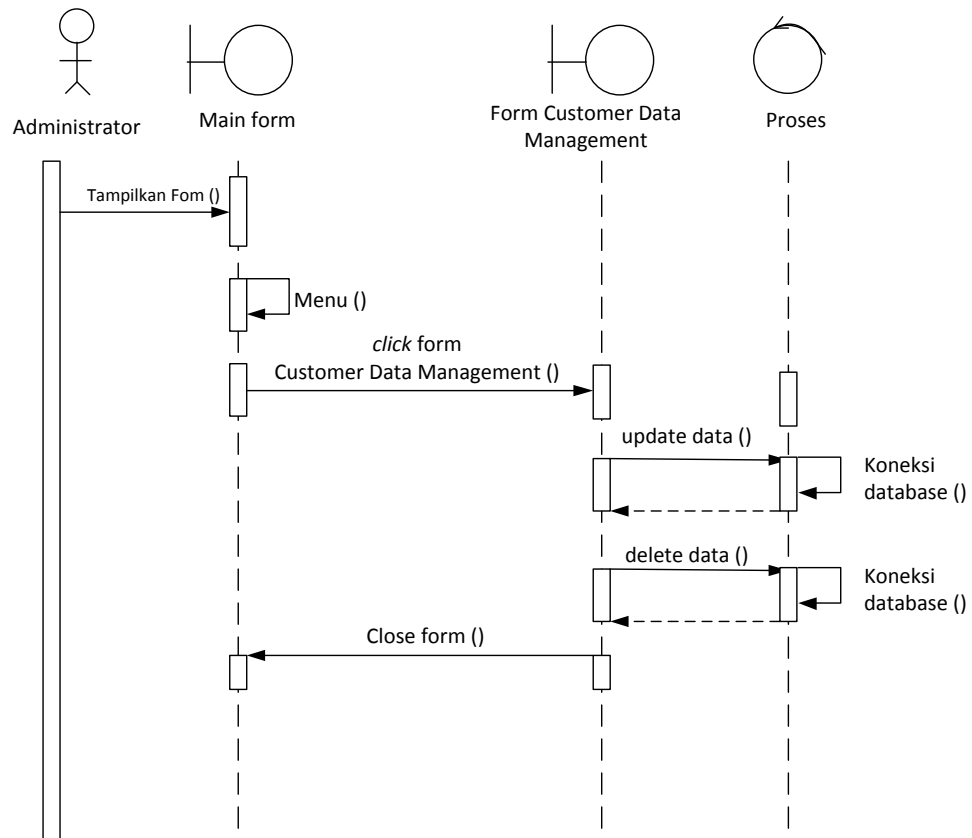 Administrator
Main form
Form Customer Data
Management
Proses
Tampilkan Fom ()
Menu ()
click form
Customer Data Management ()
update data ()
Koneksi
database ()
delete data ()
Koneksi
database ()
Close form ()